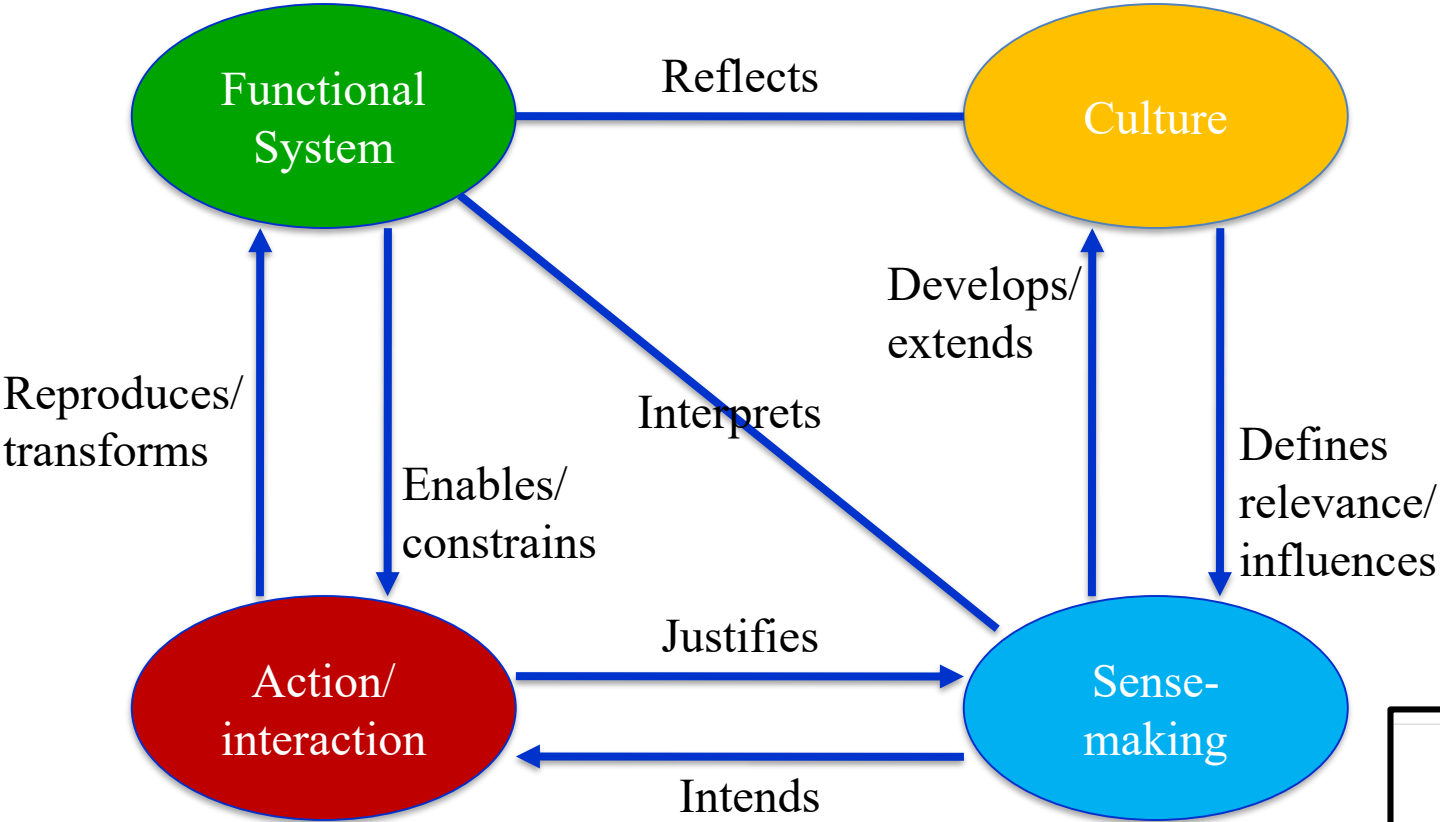 Functional
System
Reflects
Culture
Develops/
extends
Reproduces/
transforms
Interprets
Enables/
constrains
Defines
relevance/
influences
Justifies
Action/
interaction
Sense-
making
Intends